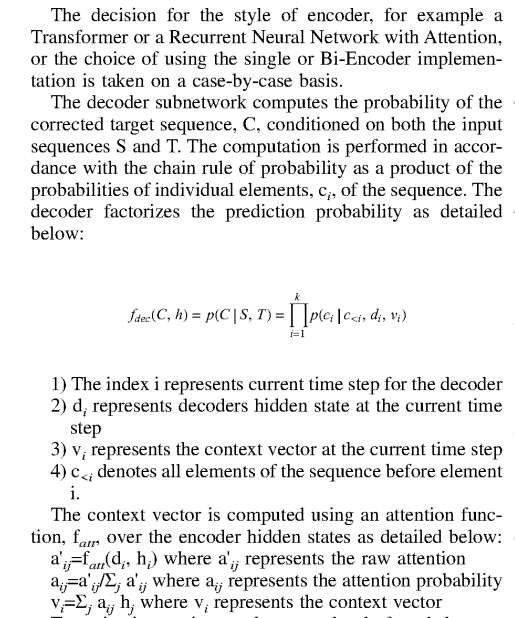 The decision for the style of encoder, for example a
Transformer or a Recurrent Neural Network with Attention,
or the choice of using the single or Bi-Encoder implemen-
tation is taken on a case-by-case basis.
The decoder subnetwork computes the probability of the
corrected target sequence, C, conditioned on both the input
sequences S and T. The computation is performed in accor-
dance with the chain rule of probability as a product of the
probabilities of individual elements, c_i, of the sequence. The
decoder factorizes the prediction probability as detailed
below:
f_{dec}(C, h) = p(C | S, T) = ∏_{i=1}^{k} p(c_i | c_{<i}, d_i, v_i)
1) The index i represents current time step for the decoder
2) d_i represents decoders hidden state at the current time
step
3) v_i represents the context vector at the current time step
4) c_{<i} denotes all elements of the sequence before element
i.
The context vector is computed using an attention func-
tion, f_{att}, over the encoder hidden states as detailed below:
a'_{ij}=f_{att}(d_i, h_i) where a'_{ij} represents the raw attention
a_{ij}=a'_{ij}/Σ_j a'_{ij} where a_{ij} represents the attention probability
v_i=Σ_j a_{ij} h_j where v_i represents the context vector